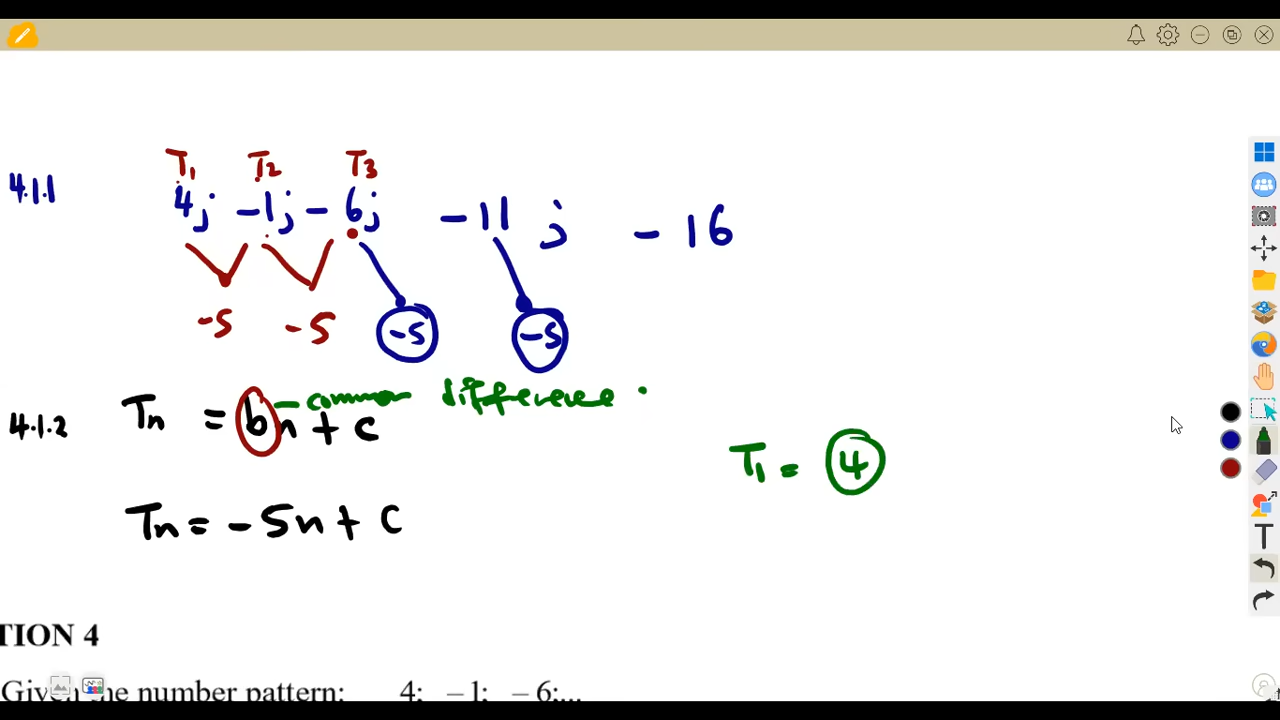 T1 T2 T3
4.1.1 4; -1; -6; -11 ; -16
-5 -5 -5 -5
4.1.2 Tn = bn + c - common difference .
T1 = 4
Tn = -5n + c
TION 4
Given the number pattern: 4; -1; -6;...
T